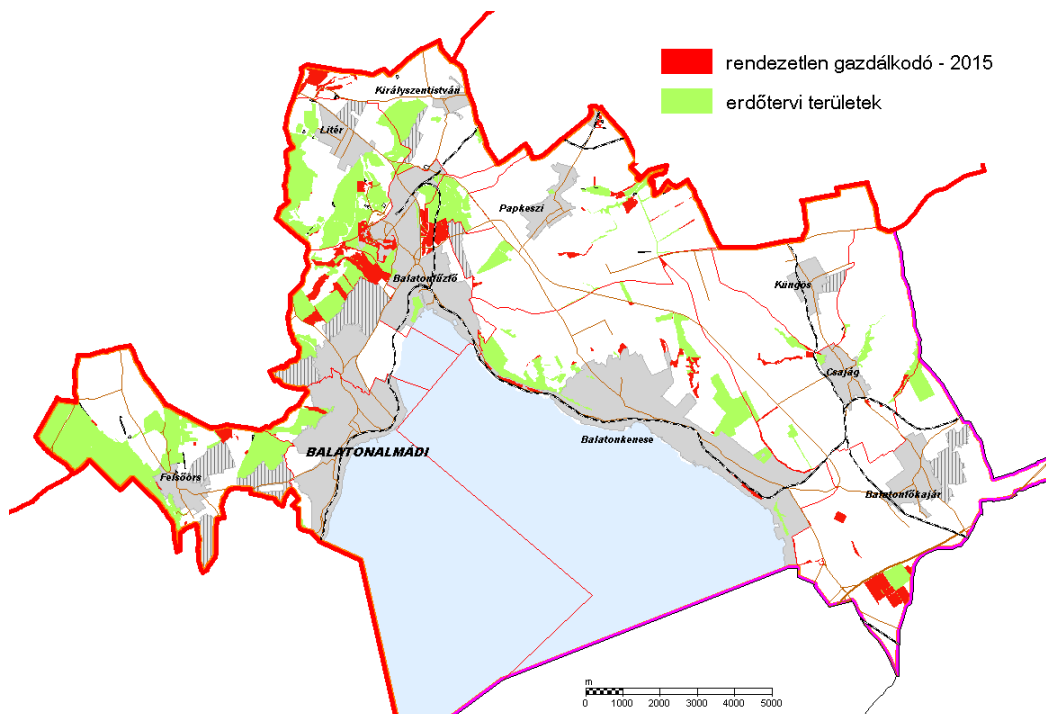 rendezetlen gazdálkodó - 2015
erdőtervi területek
Királyszentistván
Litér
Papkeszi
Balatonfűzfő
Küngös
Csajág
Balatonkenese
BALATONALMÁDI
Felsőörs
Balatonfőkajár
m
0 1000 2000 3000 4000 5000